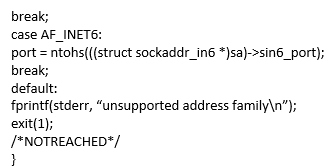 break;
case AF_INET6:
port = ntohs(((struct sockaddr_in6 *)sa)->sin6_port);
break;
default:
fprintf(stderr, “unsupported address family\n”);
exit(1);
/*NOTREACHED*/
}